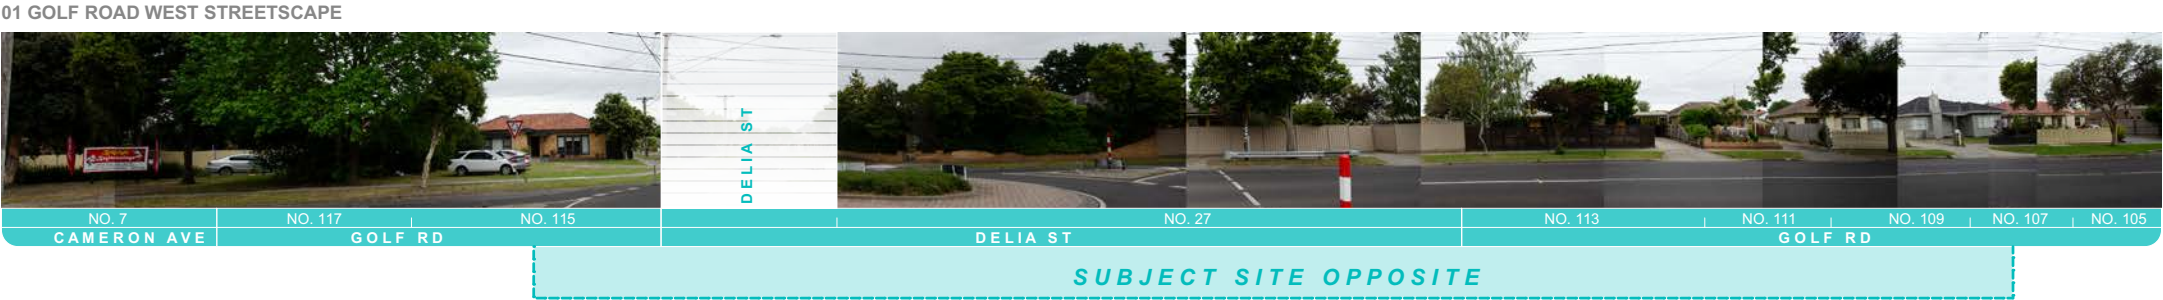 01 GOLF ROAD WEST STREETSCAPE
DELIA ST
NO. 7 NO. 117 NO. 115 NO. 27 NO. 113 NO. 111 NO. 109 NO. 107 NO. 105
CAMERON AVE GOLF RD DELIA ST GOLF RD
SUBJECT SITE OPPOSITE